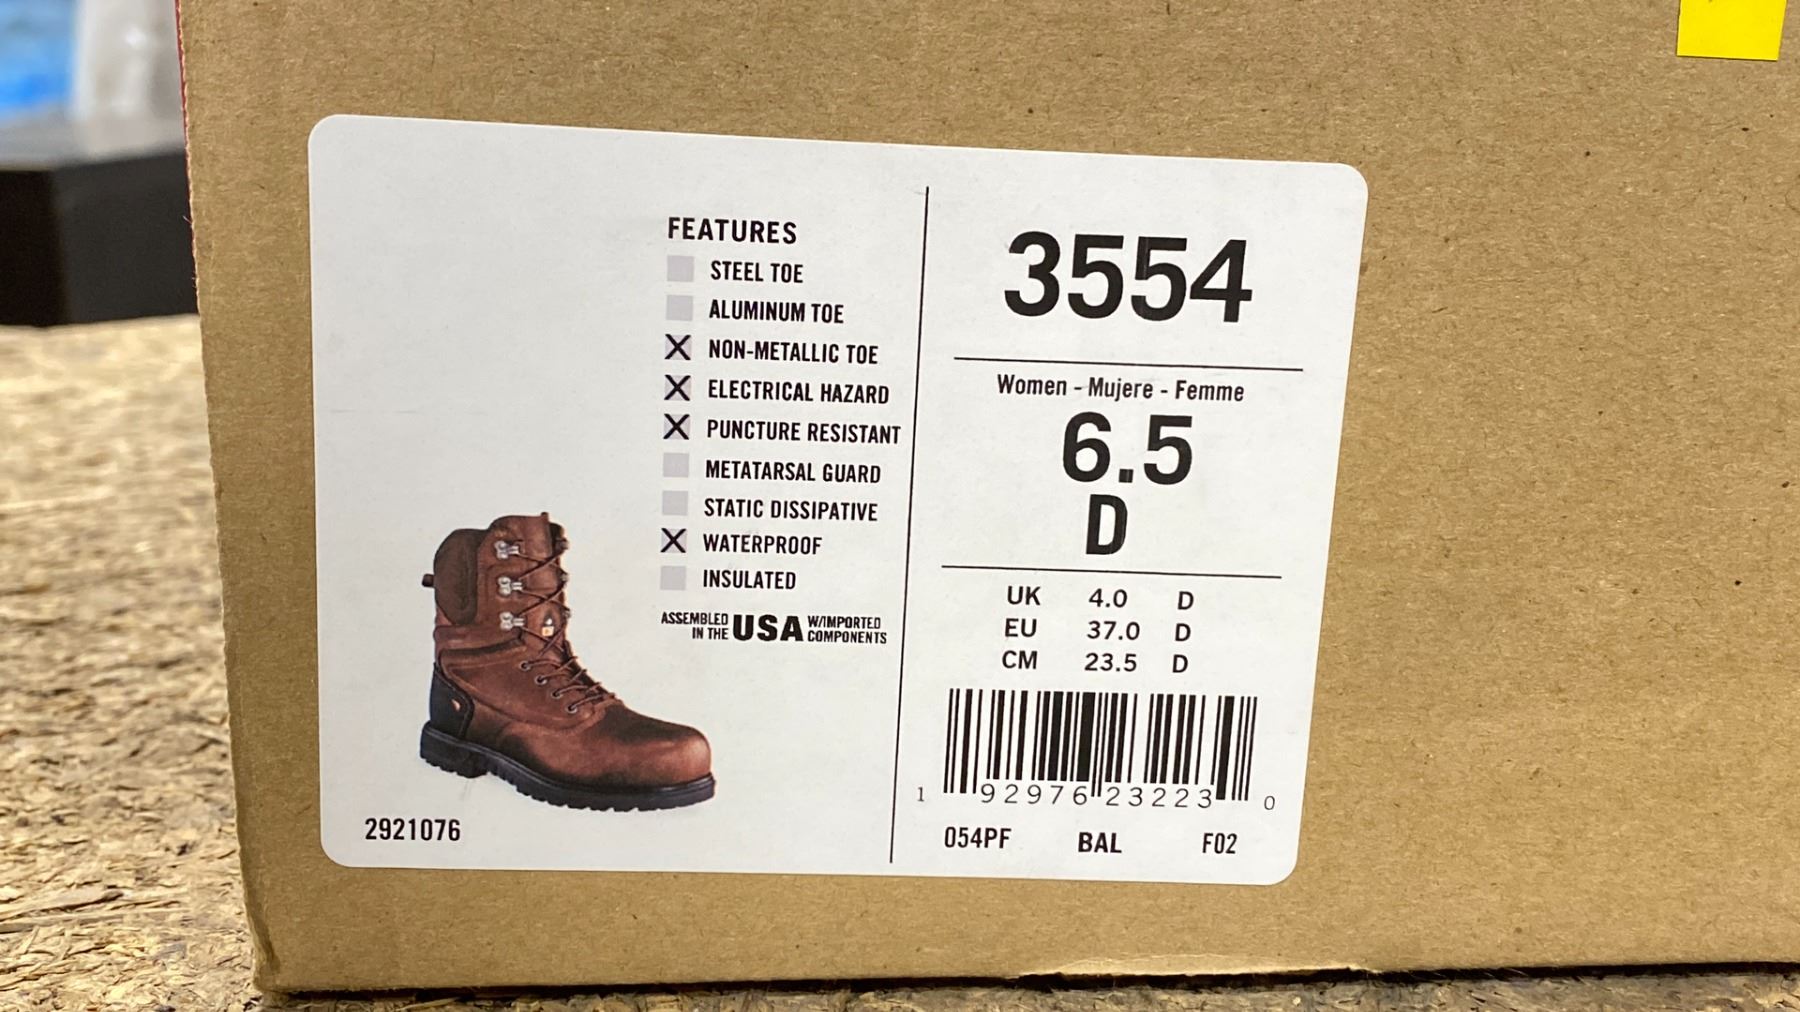 FEATURES
STEEL TOE
ALUMINUM TOE
X NON-METALLIC TOE
X ELECTRICAL HAZARD
X PUNCTURE RESISTANT
METATARSAL GUARD
STATIC DISSIPATIVE
X WATERPROOF
INSULATED
ASSEMBLED IN THE USA W/IMPORTED COMPONENTS
2921076
3554
Women - Mujere - Femme
6.5
D
UK 4.0 D
EU 37.0 D
CM 23.5 D
1 92976 23223 0
054PF BAL F02